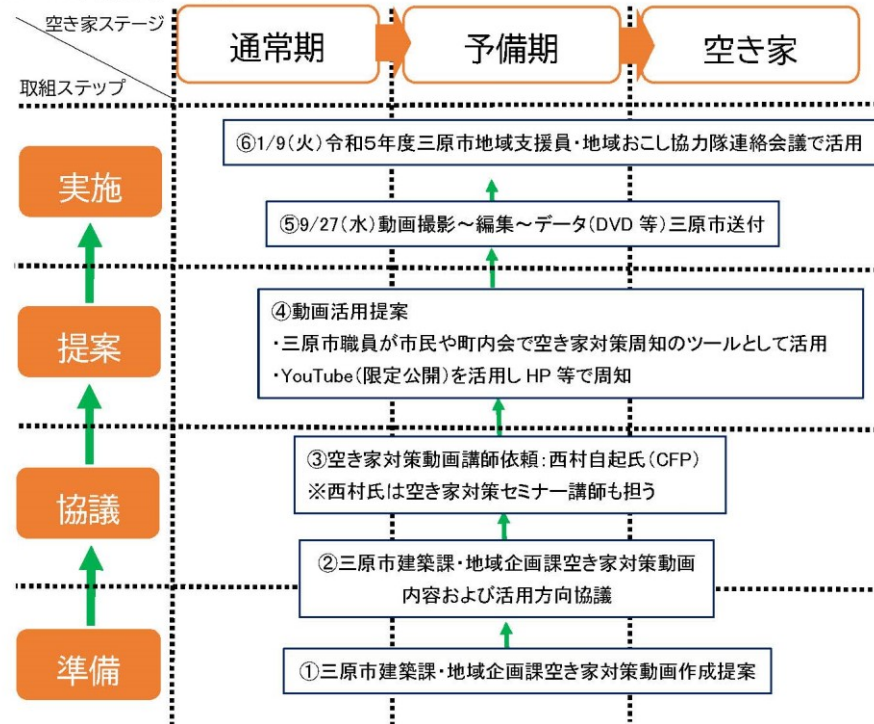 空き家ステージ
取組ステップ
通常期
予備期
空き家
実施
⑥1/9(火)令和5年度三原市地域支援員・地域おこし協力隊連絡会議で活用
⑤9/27(水)動画撮影～編集～データ(DVD 等)三原市送付
提案
④動画活用提案
・三原市職員が市民や町内会で空き家対策周知のツールとして活用
・YouTube(限定公開)を活用し HP 等で周知
協議
③空き家対策動画講師依頼:西村自起氏(CFP)
※西村氏は空き家対策セミナー講師も担う
②三原市建築課・地域企画課空き家対策動画
内容および活用方向協議
準備
①三原市建築課・地域企画課空き家対策動画作成提案